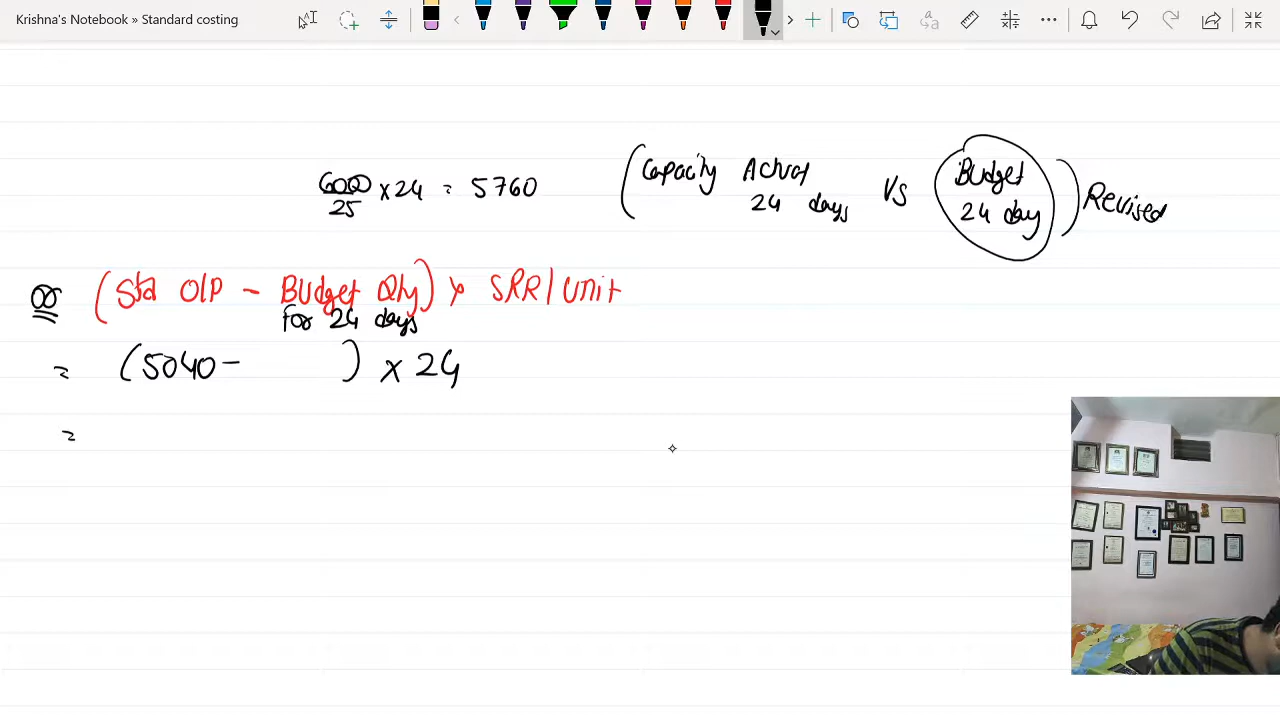 Krishna's Notebook » Standard costing
6000/25 x 24 = 5760
(Capacity Actual 24 days Vs Budget 24 day) Revised
OR (Std O/P - Budget Qty) x SRR/Unit
for 24 days
= (5040 - ) x 24
=